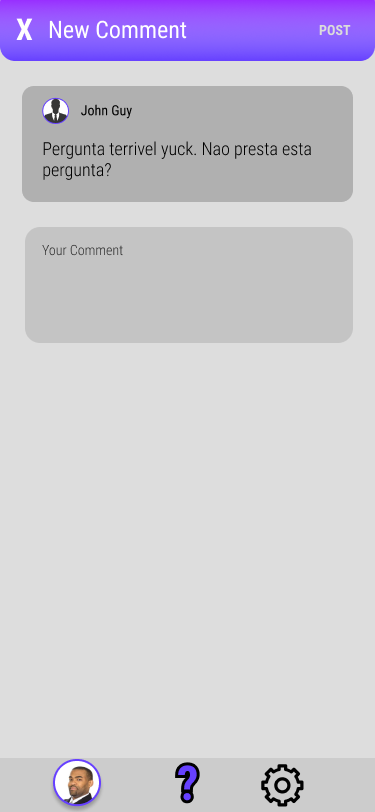 X New Comment POST
John Guy
Pergunta terrivel yuck. Nao presta esta
pergunta?
Your Comment
?